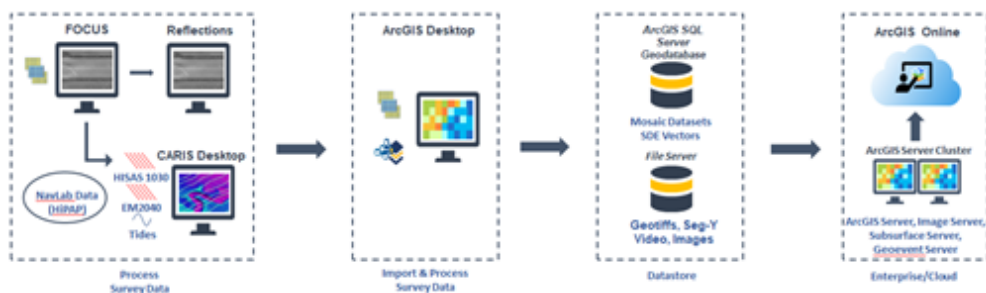 FOCUS
Reflections
CARIS Desktop
HISAS 1030
NavLab Data
(HiPAP)
EM2040
Tides
Process
Survey Data
ArcGIS Desktop
Import & Process
Survey Data
ArcGIS SQL
Server
Geodatabase
Mosaic Datasets
SDE Vectors
File Server
Geotiffs, Seg-Y
Video, Images
Datastore
ArcGIS Online
ArcGIS Server Cluster
ArcGIS Server, Image Server,
Subsurface Server,
Geoevent Server
Enterprise/Cloud